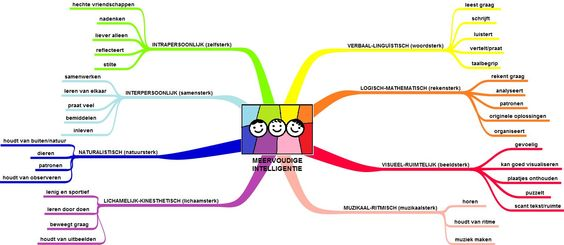 hechte vriendschappen
nadenken
liever alleen
reflecteert
stilte
INTRAPERSOONLIJK (zelfsterk)
samenwerken
leren van elkaar
praat veel
bemiddelen
inleven
INTERPERSOONLIJK (samensterk)
houdt van buiten/natuur
dieren
patronen
houdt van observeren
NATURALISTISCH (natuursterk)
lenig en sportief
leren door doen
beweegt graag
houdt van uitbeelden
LICHAMELIJK-KINESTHETISCH (lichaamsterk)
MEERVOUDIGE
INTELLIGENTIE
VERBAAL-LINGUÏSTISCH (woordsterk)
leest graag
schrijft
luistert
vertelt/praat
taalbegrip
LOGISCH-MATHEMATISCH (rekensterk)
rekent graag
analyseert
patronen
originele oplossingen
organiseert
VISUEEL-RUIMTELIJK (beeldsterk)
gevoelig
kan goed visualiseren
plaatjes onthouden
puzzelt
scant tekst/ruimte
MUZIKAAL-RITMISCH (muzikaalsterk)
horen
houdt van ritme
muziek maken